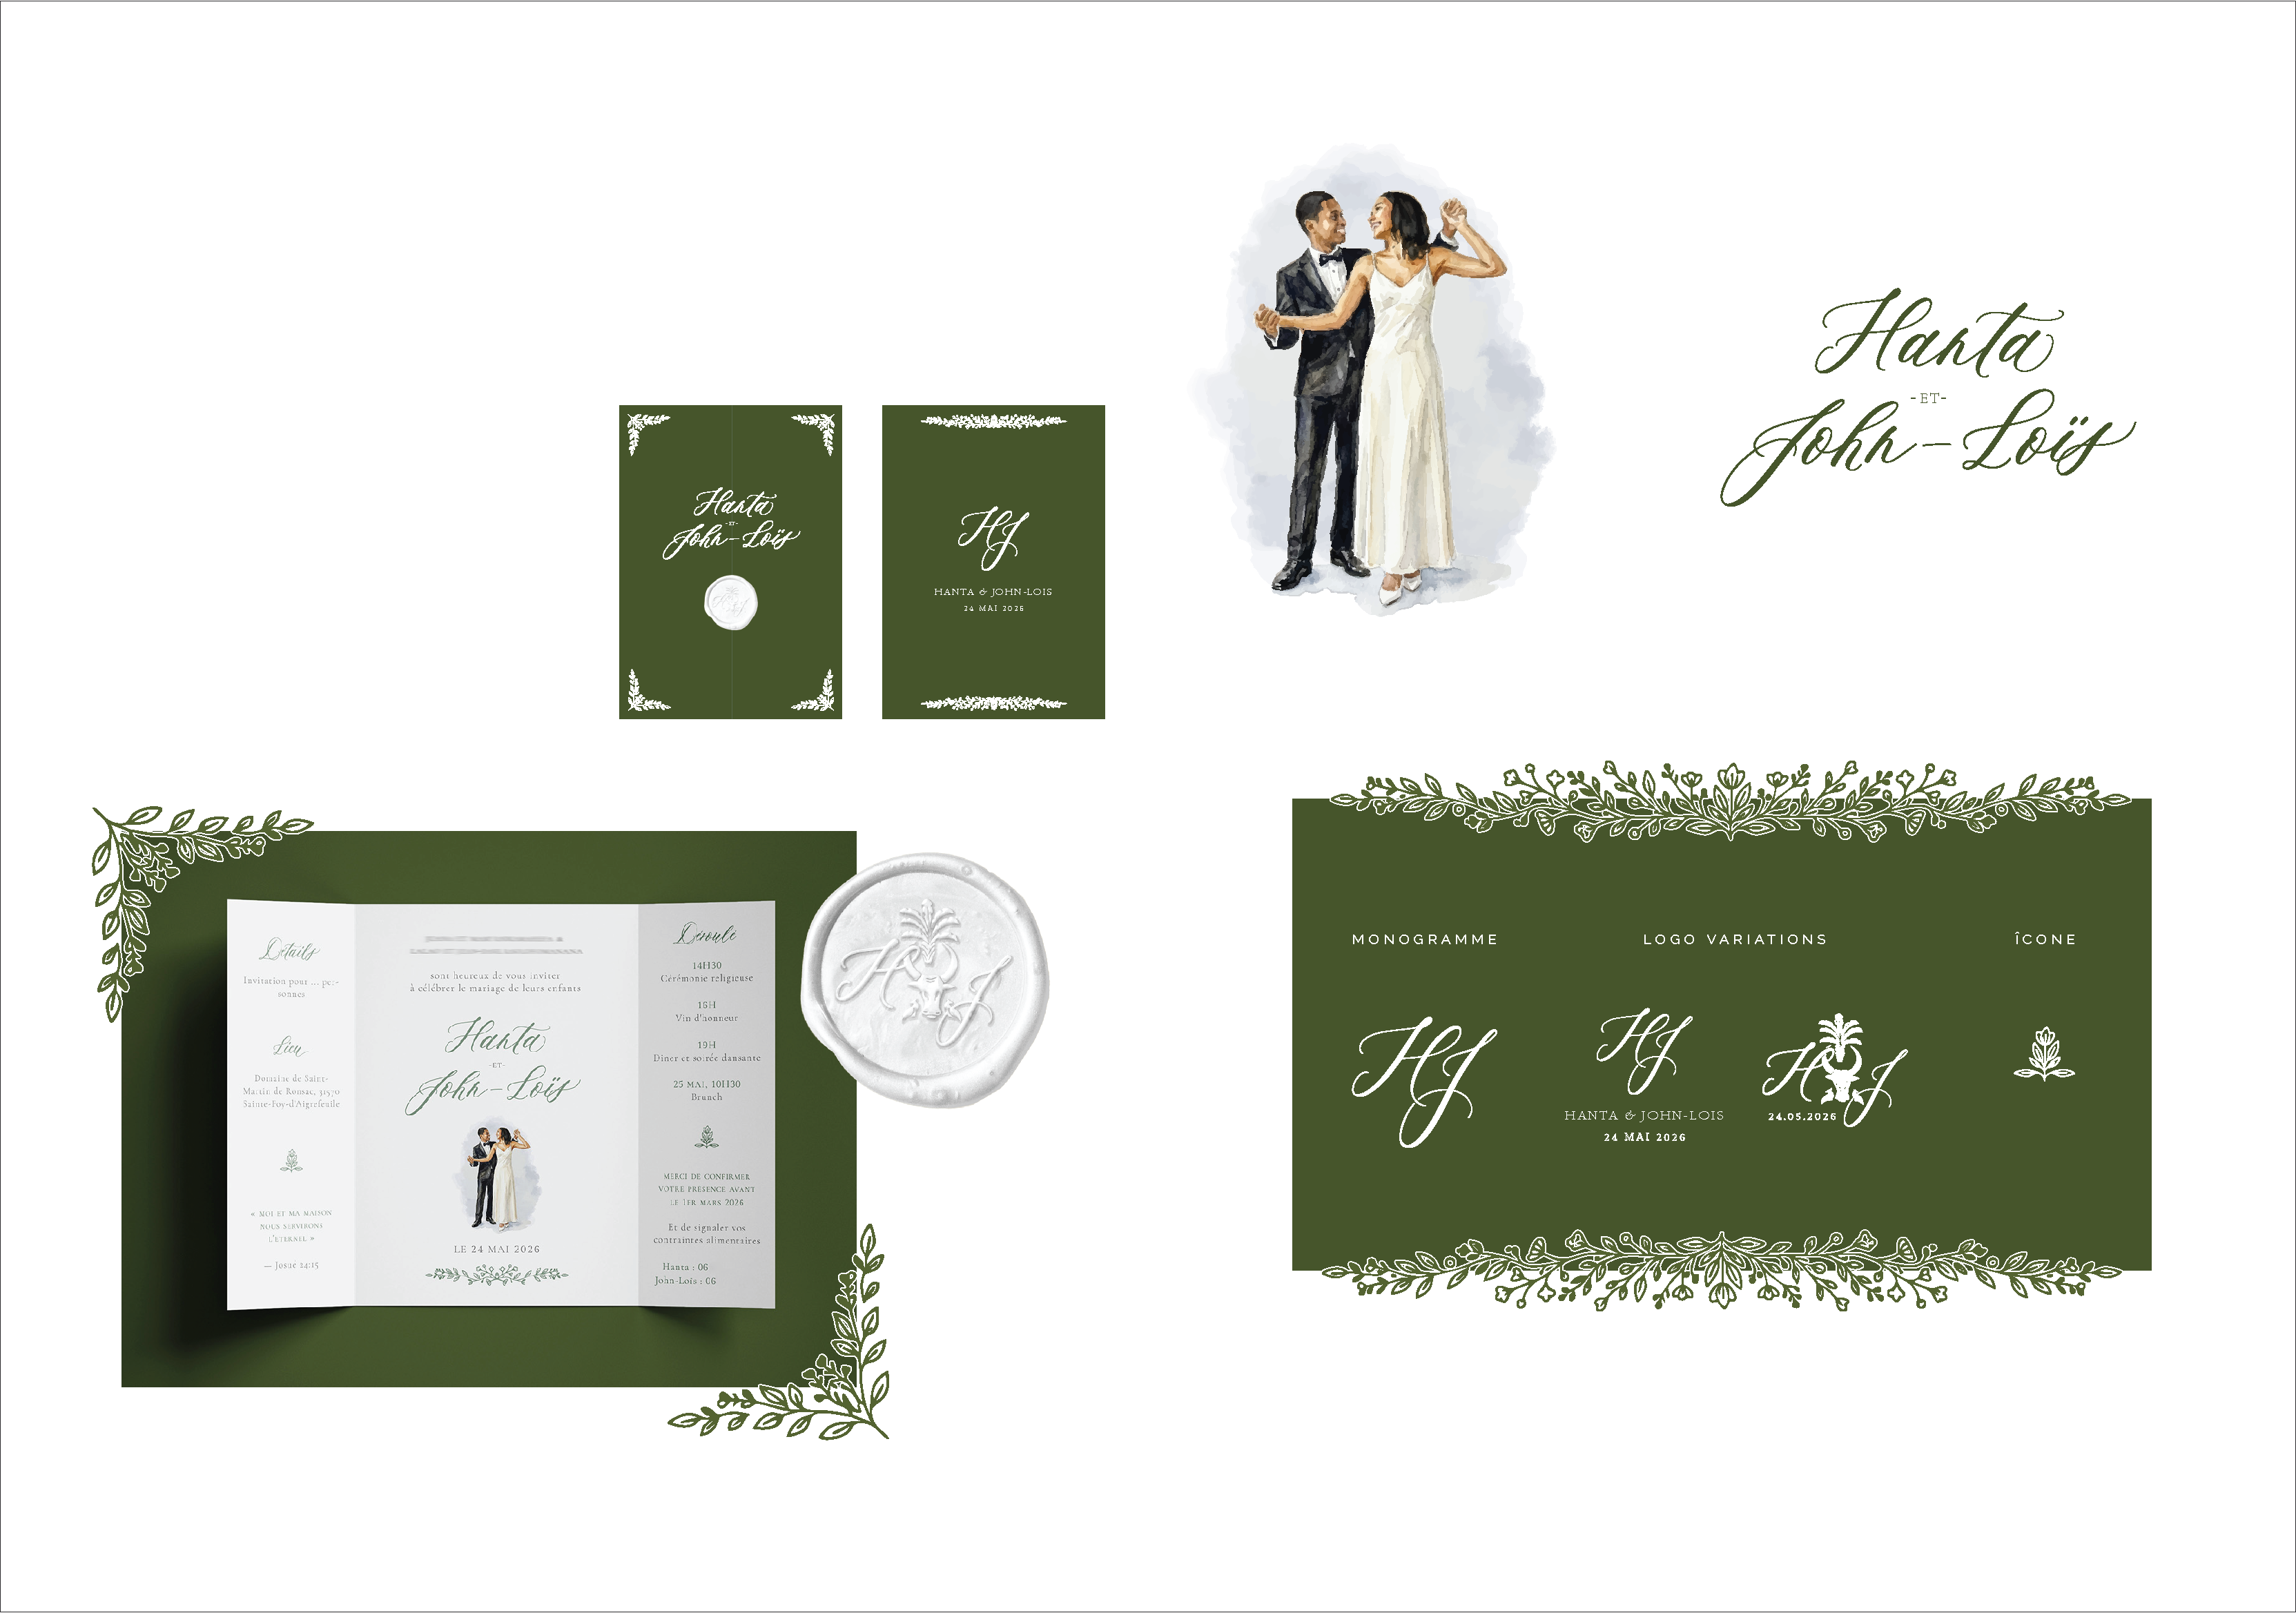 Hanta
-ET-
John-Loïs
Hanta
-ET-
John-Loïs
HJ
HANTA & JOHN-LOIS
24 MAI 2026
Détails
Invitation pour ... per-
sonnes
Lieu
Domaine de Saint-
Martin de Ronsac, 31570
Sainte-Foy-d'Aigrefeuille
« MOI ET MA MAISON
NOUS SERVIRONS
L'ETERNEL »
— Josué 24:15
sont heureux de vous inviter
à célébrer le mariage de leurs enfants
Hanta
-ET-
John-Loïs
LE 24 MAI 2026
Déroulé
14H30
Cérémonie religieuse
18H
Vin d'honneur
19H
Dîner et soirée dansante
25 MAI, 10H30
Brunch
MERCI DE CONFIRMER
VOTRE PRÉSENCE AVANT
LE 1ER MARS 2026
Et de signaler vos
contraintes alimentaires
Hanta : 06
John-Loïs : 06
H J
MONOGRAMME
LOGO VARIATIONS
ÎCONE
HJ
HJ
HANTA & JOHN-LOIS
24 MAI 2026
H J
24.05.2026